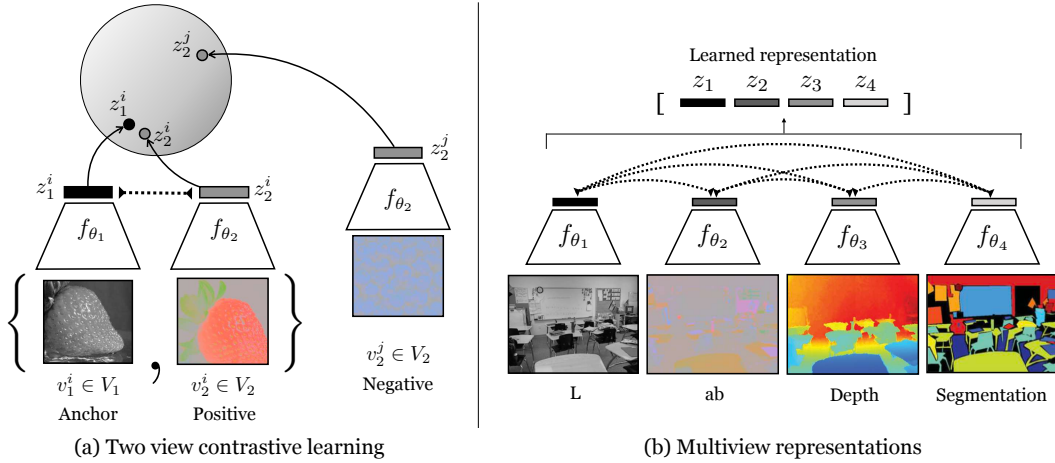 z_2^j
z_1^i
z_2^i
z_1^i
z_2^i
z_2^j
f_{θ_1}
f_{θ_2}
f_{θ_2}
{ , }
v_1^i ∈ V_1
v_2^i ∈ V_2
v_2^j ∈ V_2
Anchor
Positive
Negative
(a) Two view contrastive learning
Learned representation
z_1 z_2 z_3 z_4
[ ]
f_{θ_1}
f_{θ_2}
f_{θ_3}
f_{θ_4}
L
ab
Depth
Segmentation
(b) Multiview representations